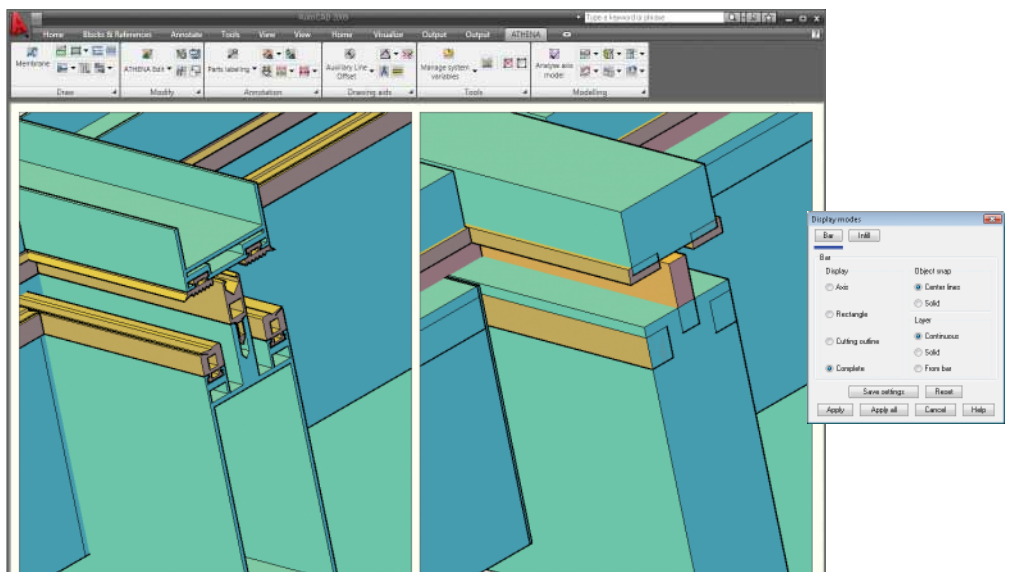 AutoCAD 2009
Type a keyword or phrase
Home Blocks & References Annotate Tools View View Home Visualize Output Output ATHENA
Membrane
ATHENA Edit
Parts labeling
Auxiliary Line
Offset
Manage system
variables
Analyse axis
model
Draw Modify Annotation Drawing aids Tools Modelling
Display modes
Bar Infill
Bar
Display Object snap
Axis Center lines
Solid
Rectangle
Layer
Continuous
Cutting outline
Solid
Complete From bar
Save settings Reset
Apply Apply all Cancel Help